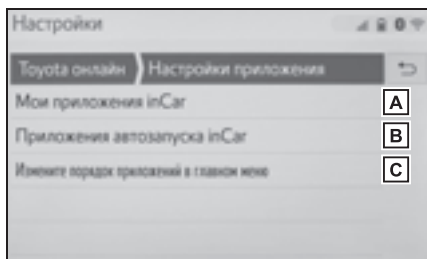 Настройки
Toyota онлайн Настройки приложения
Мои приложения inCar A
Приложения автозапуска inCar B
Измените порядок приложений в главном меню C